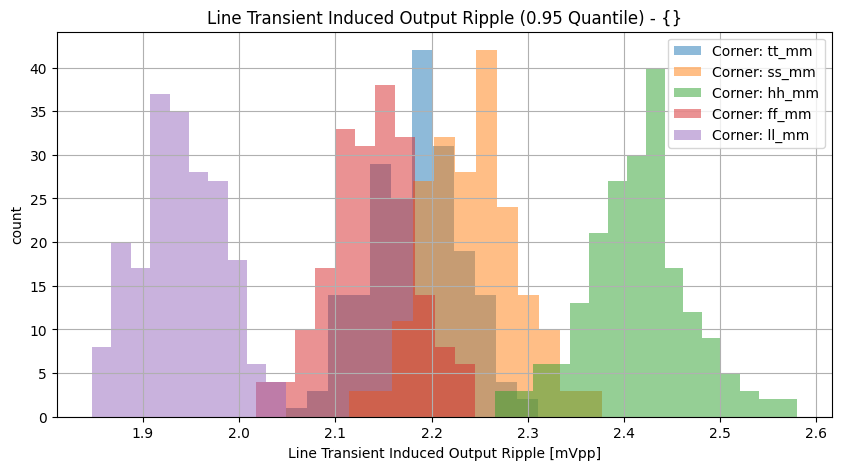 Line Transient Induced Output Ripple (0.95 Quantile) - {}
Corner: tt_mm
Corner: ss_mm
Corner: hh_mm
Corner: ff_mm
Corner: ll_mm
count
40
35
30
25
20
15
10
5
0
1.9
2.0
2.1
2.2
2.3
2.4
2.5
2.6
Line Transient Induced Output Ripple [mVpp]